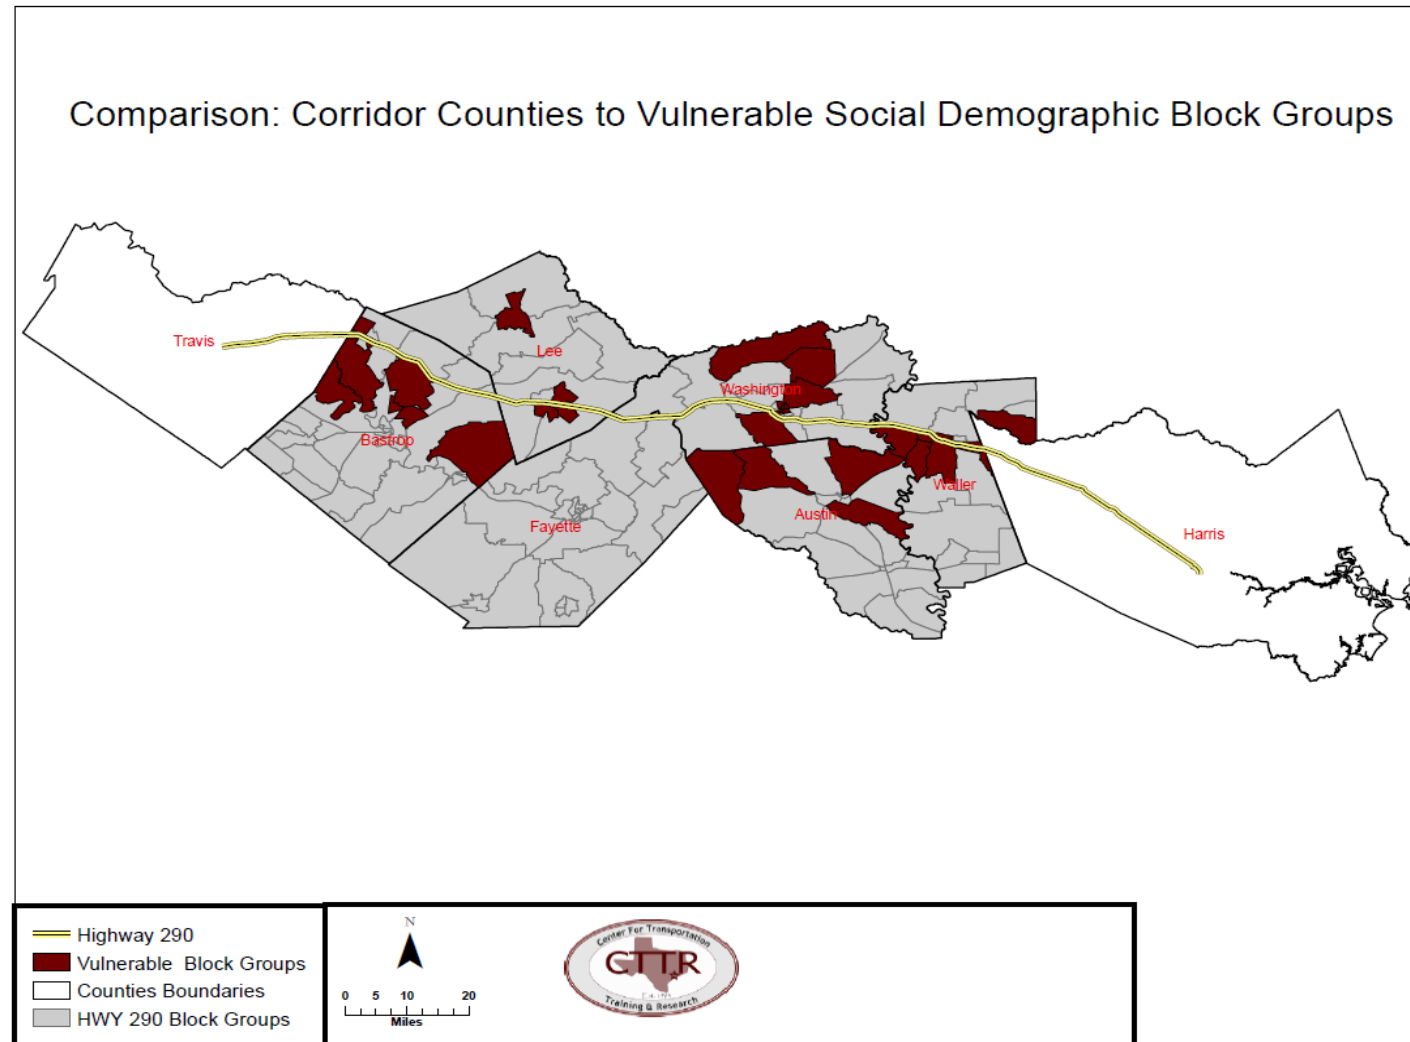 Comparison: Corridor Counties to Vulnerable Social Demographic Block Groups
Travis
Lee
Washington
Bastrop
Waller
Austin
Fayette
Harris
Highway 290
Vulnerable Block Groups
Counties Boundaries
HWY 290 Block Groups
N
0 5 10 20
Miles
Center For Transportation
CTTR
Training & Research